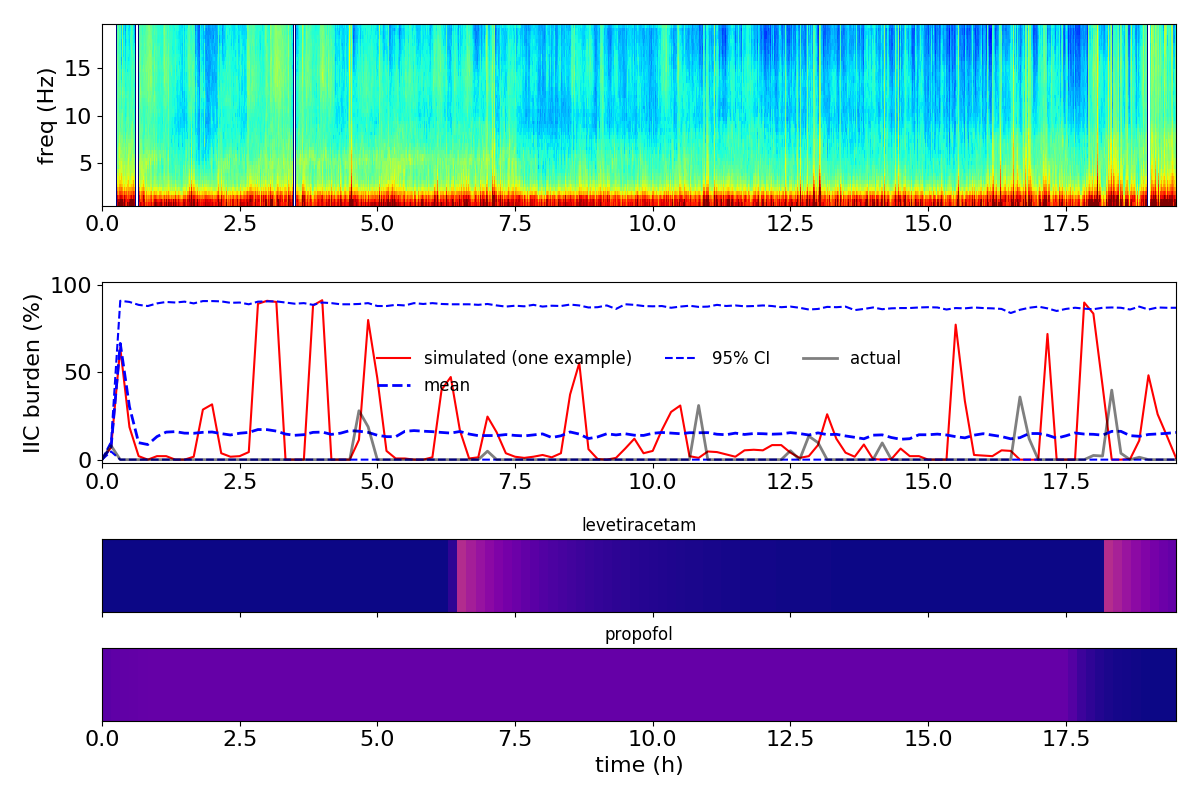 freq (Hz)
15
10
5
0.0 2.5 5.0 7.5 10.0 12.5 15.0 17.5
IIC burden (%)
100
50
0
simulated (one example) 95% CI actual
mean
0.0 2.5 5.0 7.5 10.0 12.5 15.0 17.5
levetiracetam
propofol
0.0 2.5 5.0 7.5 10.0 12.5 15.0 17.5
time (h)